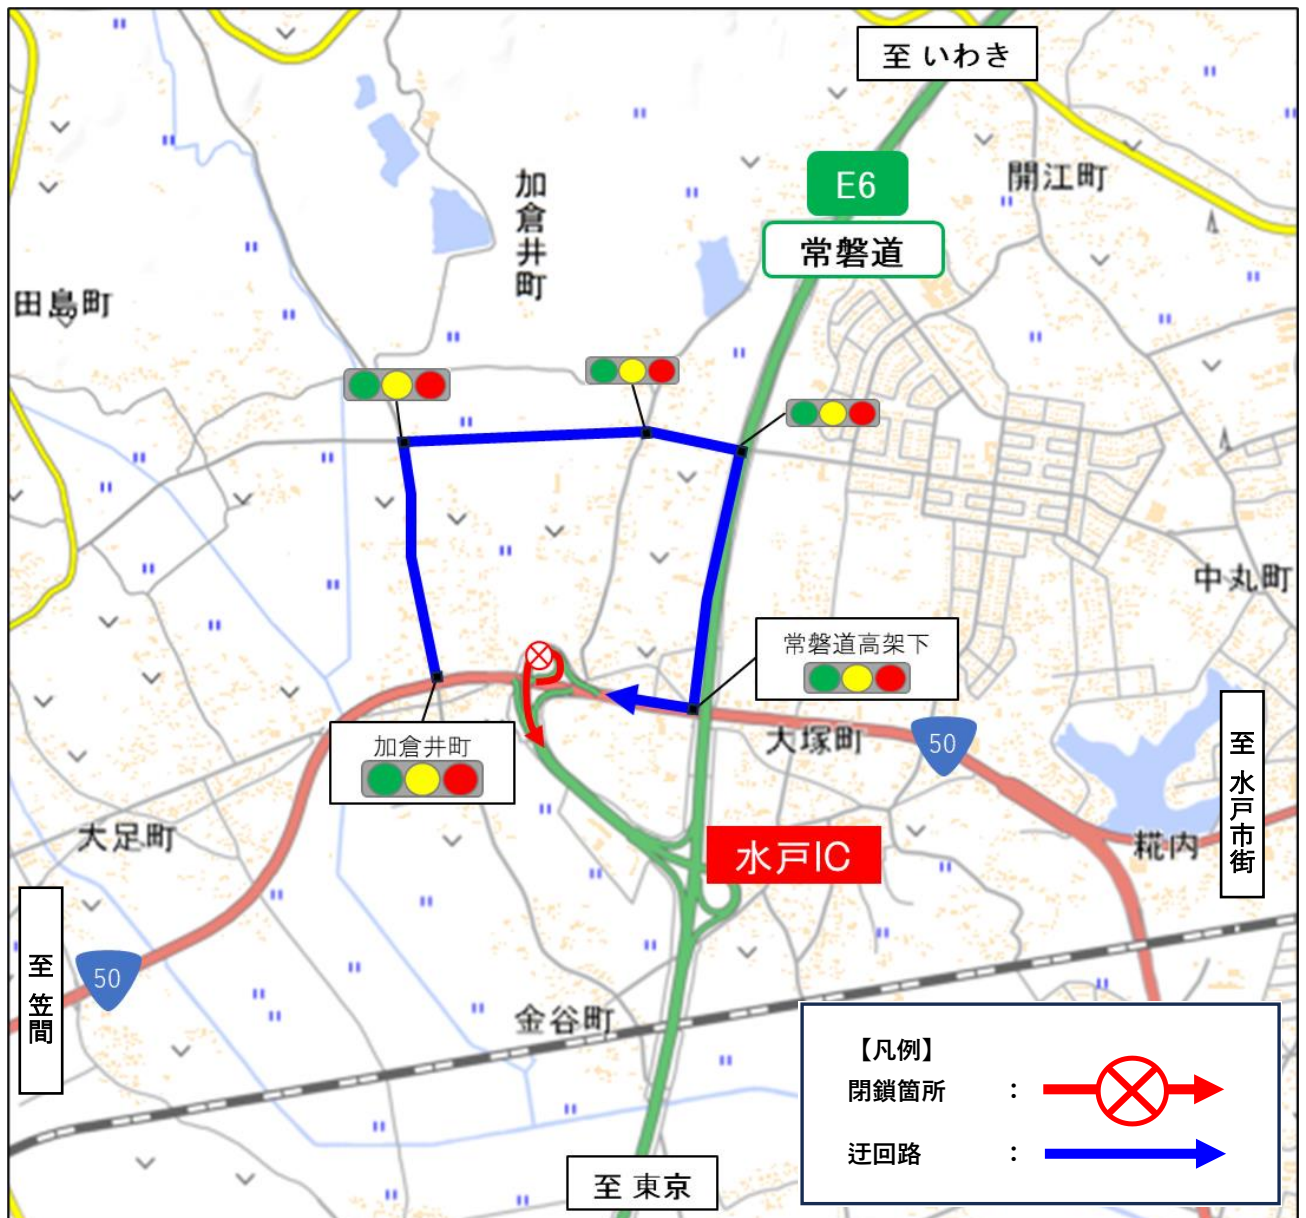 至 いわき
E6
常磐道
開江町
加倉井町
田島町
中丸町
常磐道高架下
加倉井町
大塚町
50
至 水戸市街
糀内
大足町
水戸IC
至 笠間
50
金谷町
【凡例】
閉鎖箇所 :
迂回路 :
至 東京